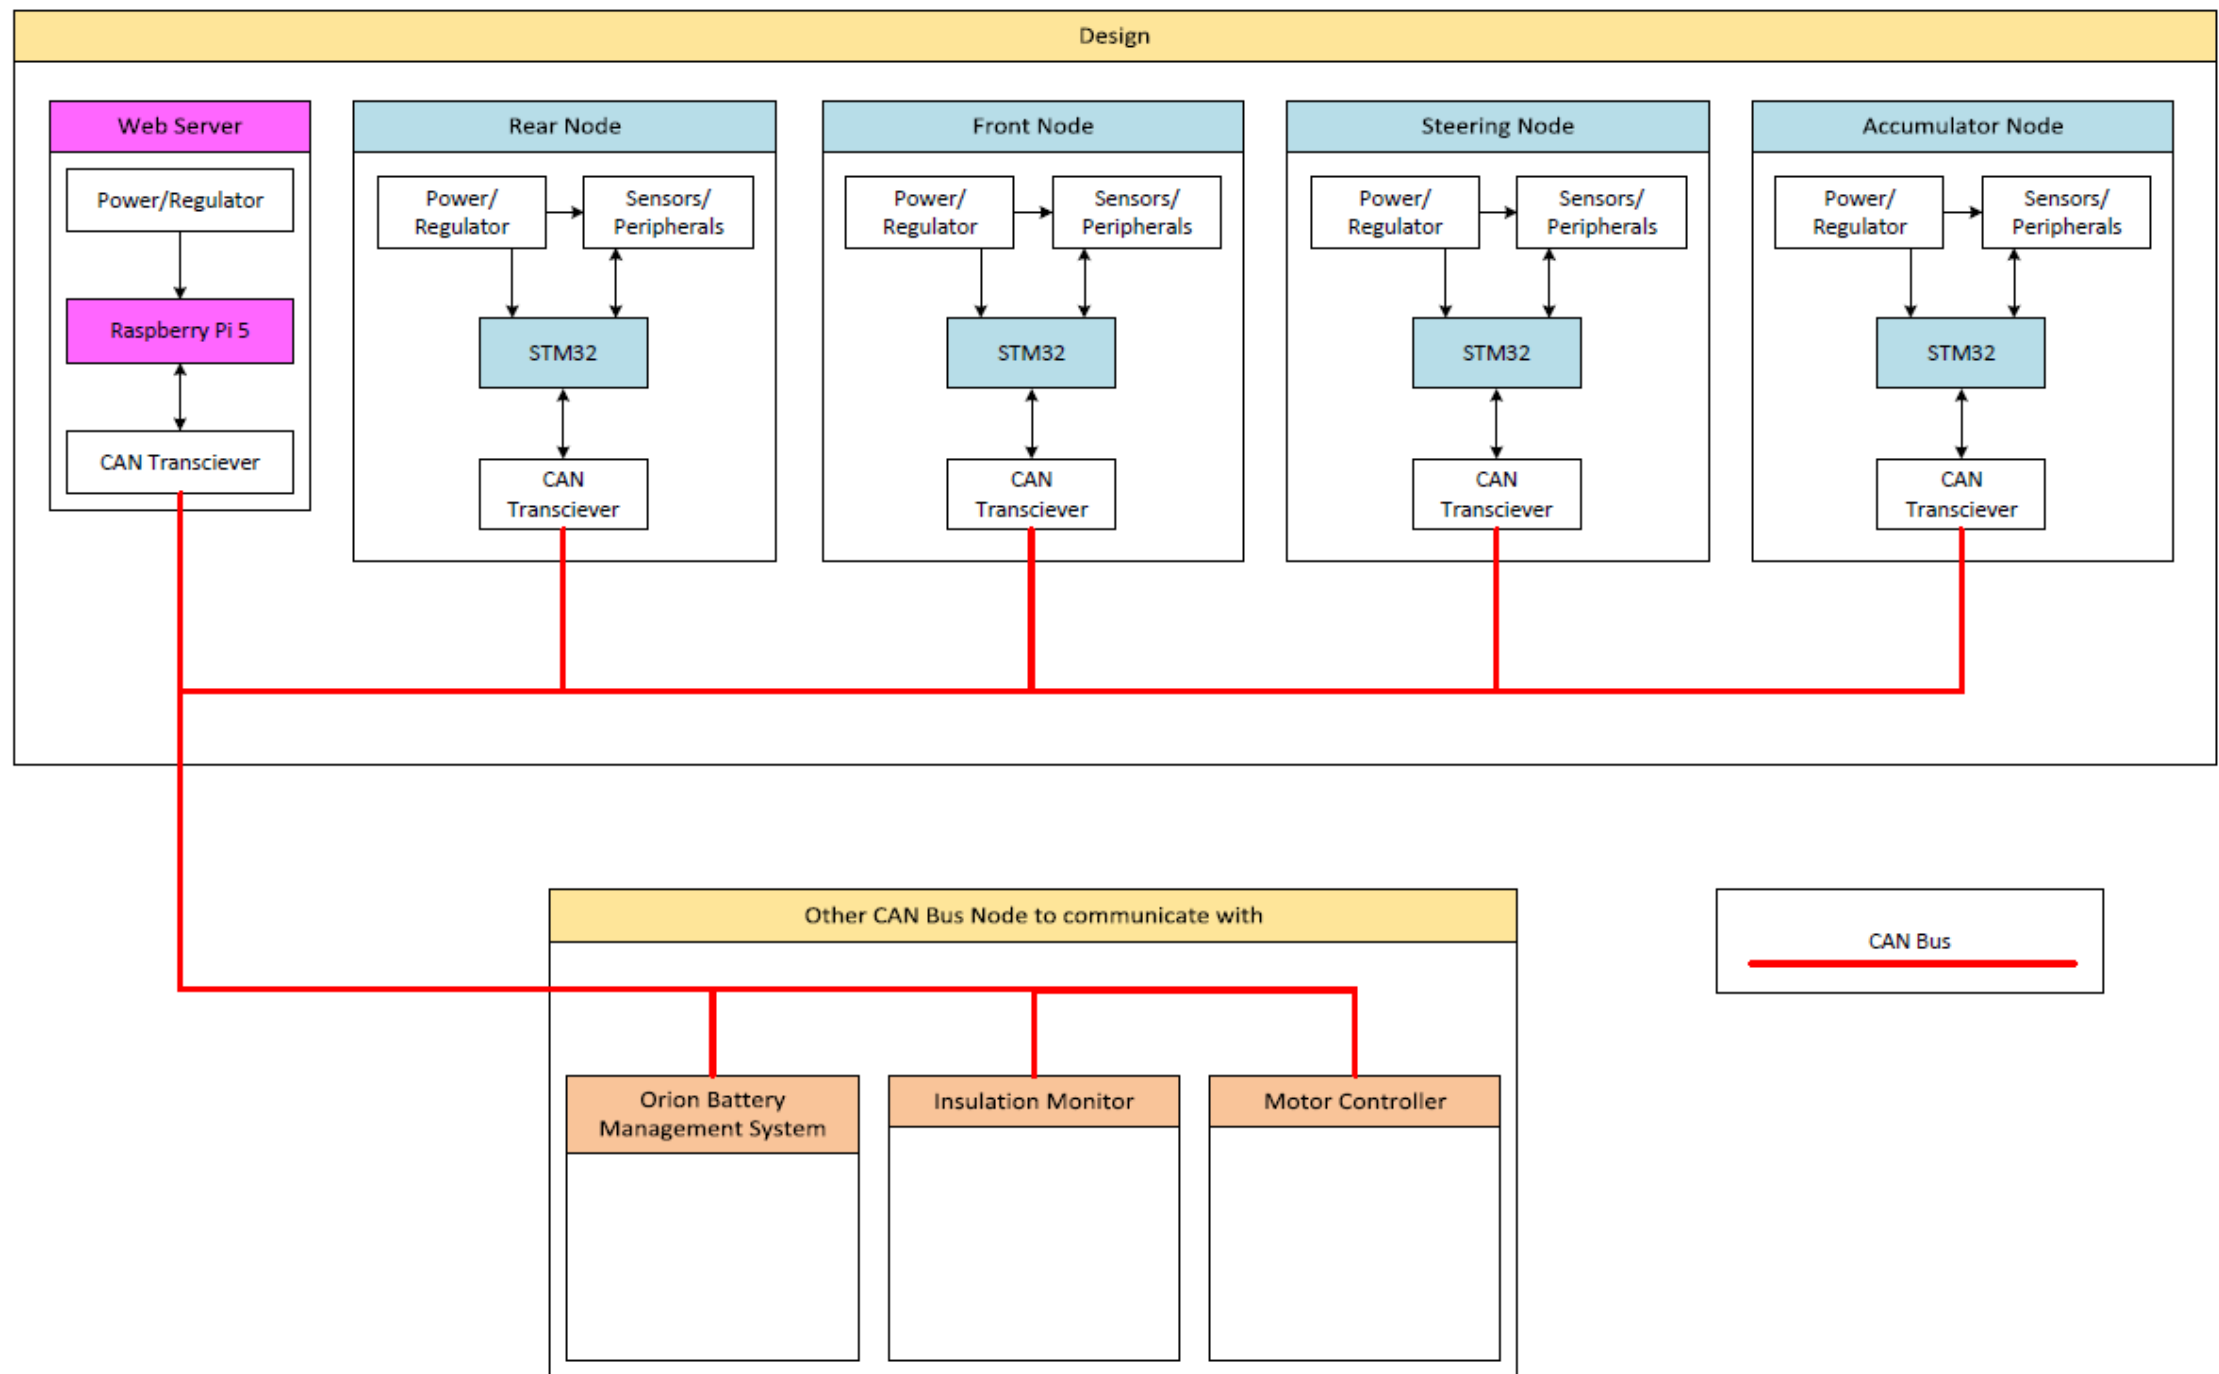 Design
Web Server
Power/Regulator
Raspberry Pi 5
CAN Transciever
Rear Node
Power/
Regulator
Sensors/
Peripherals
STM32
CAN
Transciever
Front Node
Power/
Regulator
Sensors/
Peripherals
STM32
CAN
Transciever
Steering Node
Power/
Regulator
Sensors/
Peripherals
STM32
CAN
Transciever
Accumulator Node
Power/
Regulator
Sensors/
Peripherals
STM32
CAN
Transciever
Other CAN Bus Node to communicate with
Orion Battery
Management System
Insulation Monitor
Motor Controller
CAN Bus